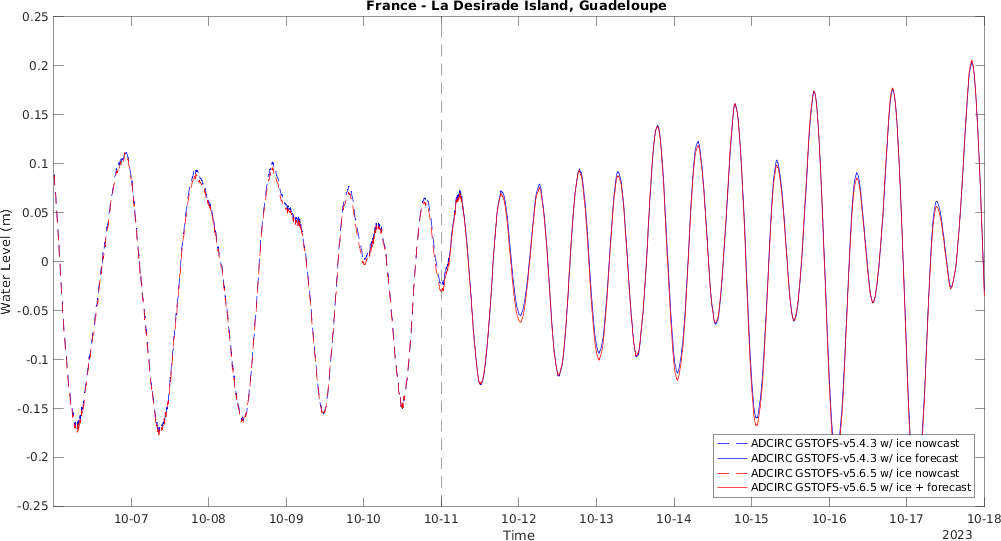 France - La Desirade Island, Guadeloupe
0.25
0.2
0.15
0.1
0.05
0
-0.05
-0.1
-0.15
-0.2
-0.25
Water Level (m)
ADCIRC GSTOFS-v5.4.3 w/ ice nowcast
ADCIRC GSTOFS-v5.4.3 w/ ice forecast
ADCIRC GSTOFS-v5.6.5 w/ ice nowcast
ADCIRC GSTOFS-v5.6.5 w/ ice + forecast
10-07 10-08 10-09 10-10 10-11 10-12 10-13 10-14 10-15 10-16 10-17 10-18
Time
2023